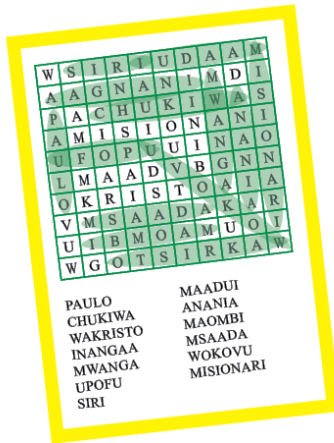 W S I R I U D A A M
A A G N A N I M D I
P A C H U K I W A S
A M I S I O N A N I
U F O P U U I N A O
L M A A D V B G N N
O K R I S T O A I A
V M S A A D A K A R
U I B M O A M U O I
W G O T S I R K A W
PAULO
CHUKIWA
WAKRISTO
INANGAA
MWANGA
UPOFU
SIRI
MAADUI
ANANIA
MAOMBI
MSAADA
WOKOVU
MISIONARI